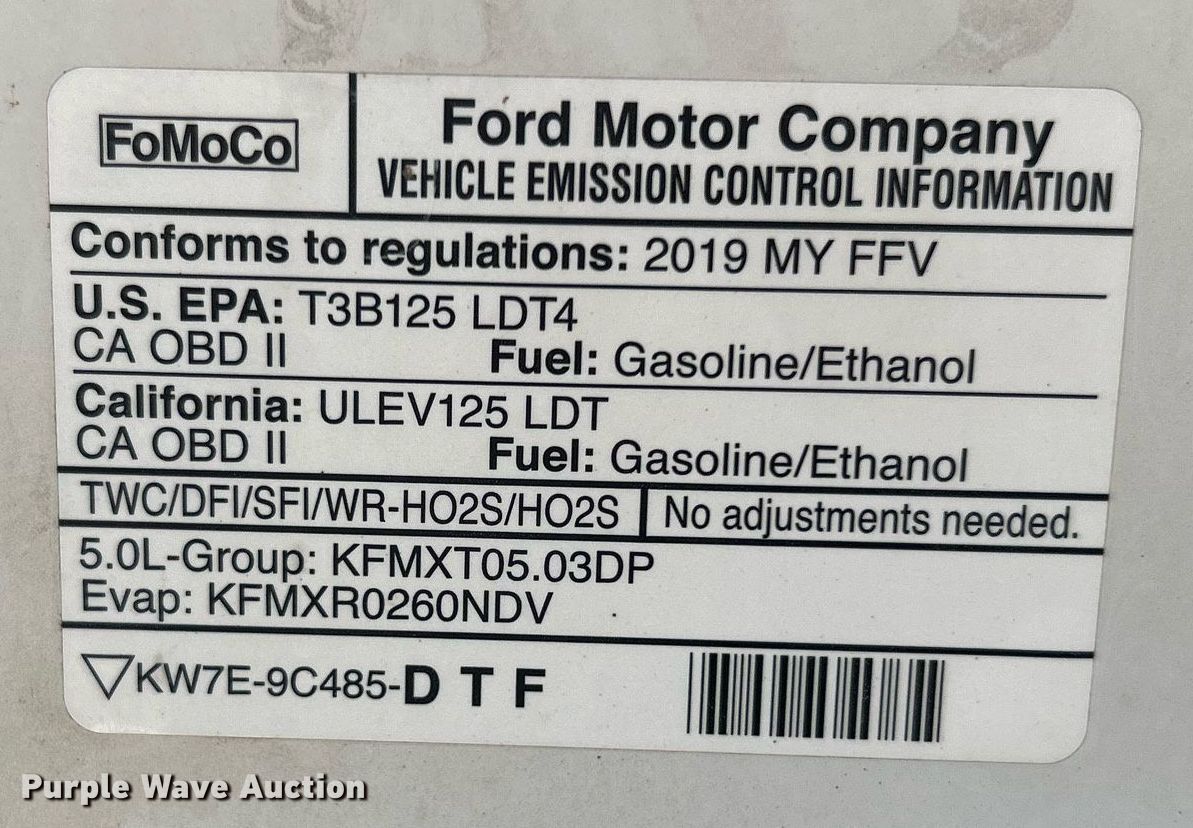 FoMoCo
Ford Motor Company
VEHICLE EMISSION CONTROL INFORMATION
Conforms to regulations: 2019 MY FFV
U.S. EPA: T3B125 LDT4
CA OBD II Fuel: Gasoline/Ethanol
California: ULEV125 LDT
CA OBD II Fuel: Gasoline/Ethanol
TWC/DFI/SFI/WR-HO2S/HO2S No adjustments needed.
5.0L-Group: KFMXT05.03DP
Evap: KFMXR0260NDV
KW7E-9C485-D T F
Purple Wave Auction